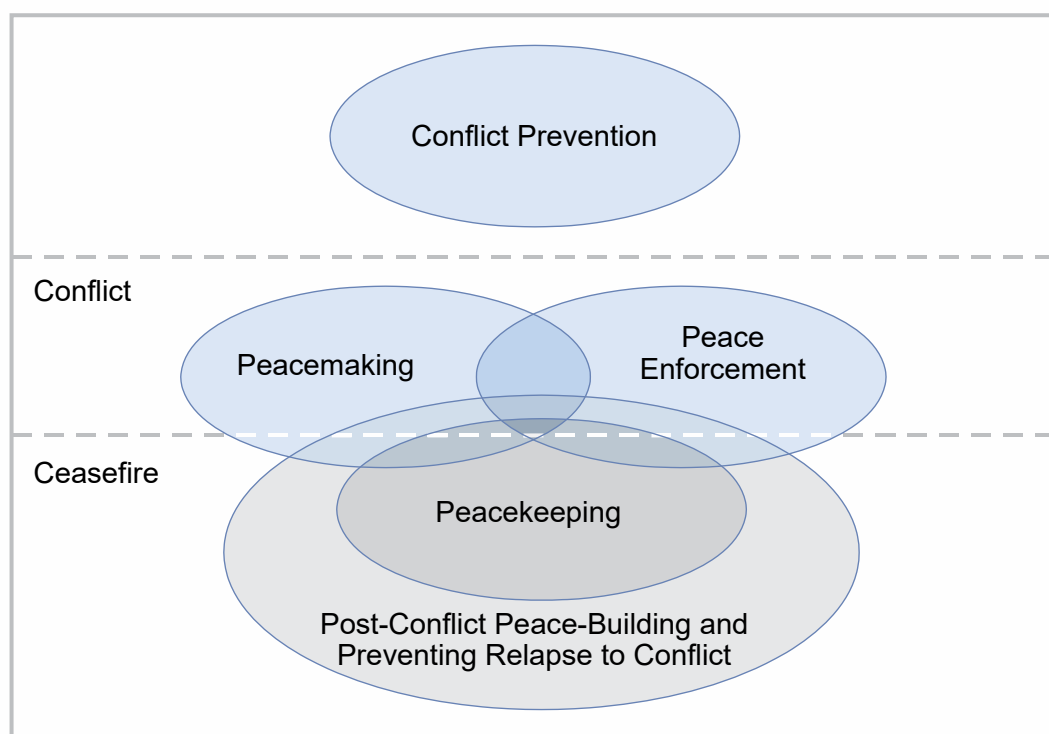 Conflict Prevention
Conflict
Peacemaking
Peace
Enforcement
Ceasefire
Peacekeeping
Post-Conflict Peace-Building and
Preventing Relapse to Conflict